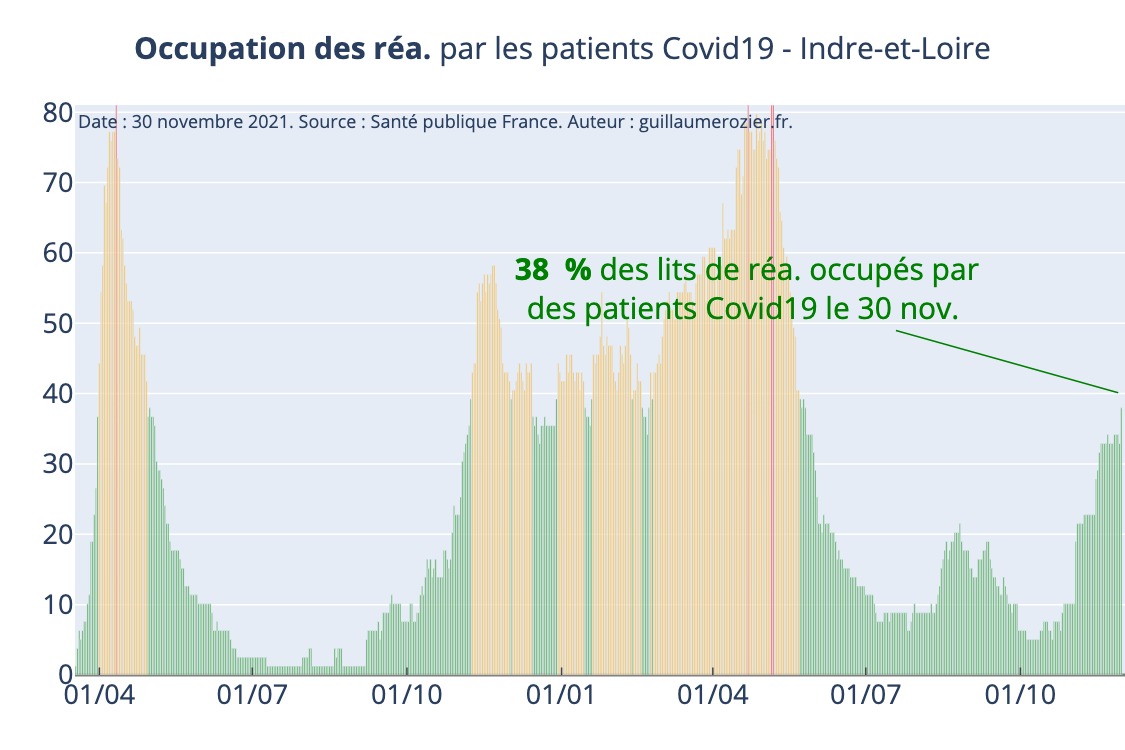 Occupation des réa. par les patients Covid19 - Indre-et-Loire
80
Date : 30 novembre 2021. Source : Santé publique France. Auteur : guillaumerozier.fr.
70
60
38 % des lits de réa. occupés par
des patients Covid19 le 30 nov.
50
40
30
20
10
0
01/04 01/07 01/10 01/01 01/04 01/07 01/10